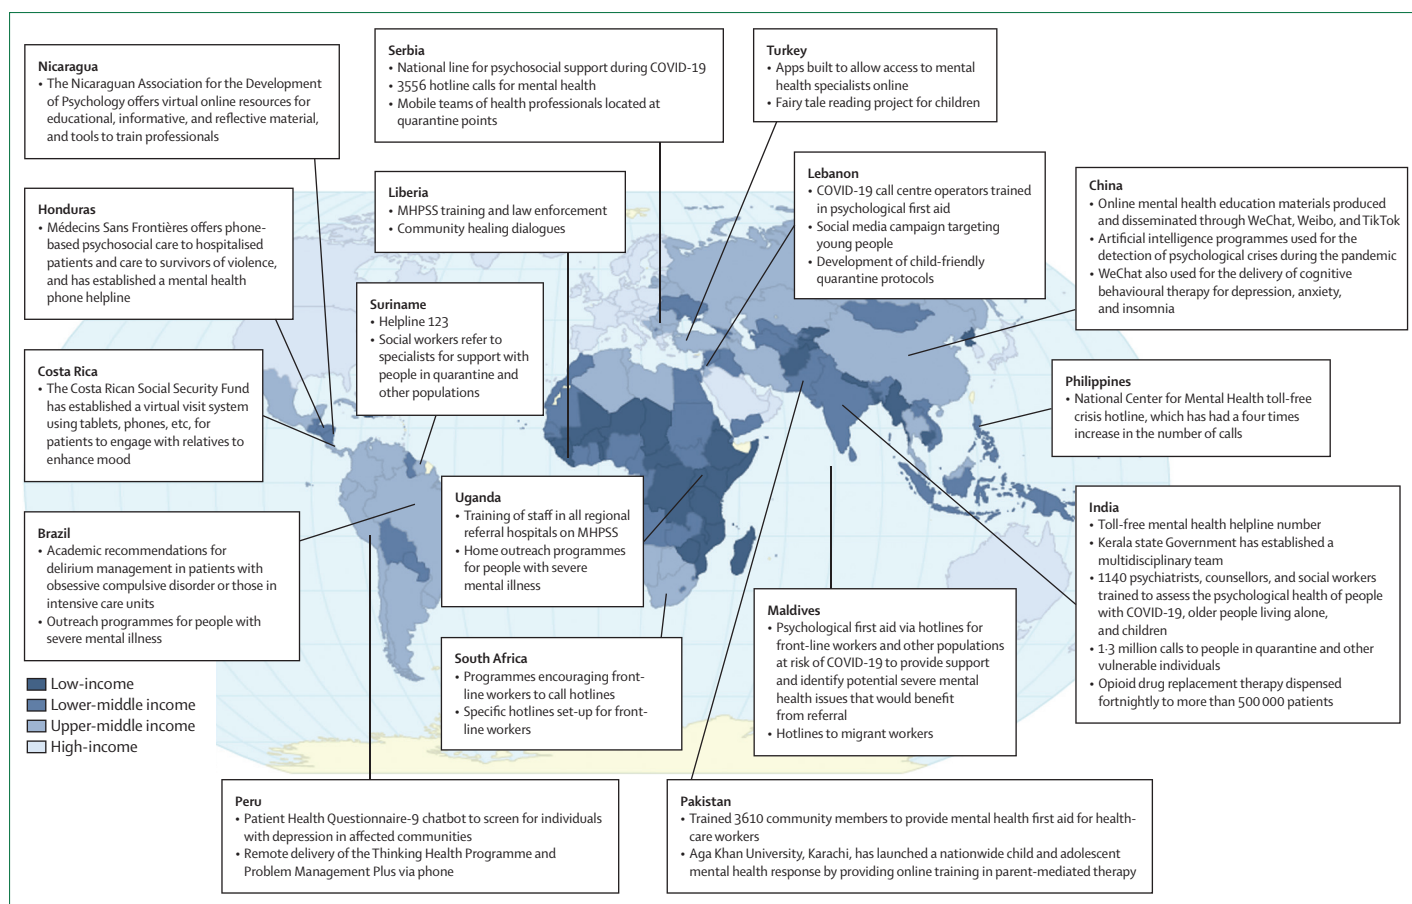 Nicaragua
• The Nicaraguan Association for the Development
of Psychology offers virtual online resources for
educational, informative, and reflective material,
and tools to train professionals
Serbia
• National line for psychosocial support during COVID-19
• 3556 hotline calls for mental health
• Mobile teams of health professionals located at
quarantine points
Turkey
• Apps built to allow access to mental
health specialists online
• Fairy tale reading project for children
Honduras
• Médecins Sans Frontières offers phone-
based psychosocial care to hospitalised
patients and care to survivors of violence,
and has established a mental health
phone helpline
Liberia
• MHPSS training and law enforcement
• Community healing dialogues
Lebanon
• COVID-19 call centre operators trained
in psychological first aid
• Social media campaign targeting
young people
• Development of child-friendly
quarantine protocols
China
• Online mental health education materials produced
and disseminated through WeChat, Weibo, and TikTok
• Artificial intelligence programmes used for the
detection of psychological crises during the pandemic
• WeChat also used for the delivery of cognitive
behavioural therapy for depression, anxiety,
and insomnia
Suriname
• Helpline 123
• Social workers refer to
specialists for support with
people in quarantine and
other populations
Costa Rica
• The Costa Rican Social Security Fund
has established a virtual visit system
using tablets, phones, etc, for
patients to engage with relatives to
enhance mood
Philippines
• National Center for Mental Health toll-free
crisis hotline, which has had a four times
increase in the number of calls
Uganda
• Training of staff in all regional
referral hospitals on MHPSS
• Home outreach programmes
for people with severe
mental illness
India
• Toll-free mental health helpline number
• Kerala state Government has established a
multidisciplinary team
• 1140 psychiatrists, counsellors, and social workers
trained to assess the psychological health of people
with COVID-19, older people living alone,
and children
• 1·3 million calls to people in quarantine and other
vulnerable individuals
• Opioid drug replacement therapy dispensed
fortnightly to more than 500 000 patients
Brazil
• Academic recommendations for
delirium management in patients with
obsessive compulsive disorder or those in
intensive care units
• Outreach programmes for people with
severe mental illness
Maldives
• Psychological first aid via hotlines for
front-line workers and other populations
at risk of COVID-19 to provide support
and identify potential severe mental
health issues that would benefit
from referral
• Hotlines to migrant workers
South Africa
• Programmes encouraging front-
line workers to call hotlines
• Specific hotlines set-up for front-
line workers
Low-income
Lower-middle income
Upper-middle income
High-income
Peru
• Patient Health Questionnaire-9 chatbot to screen for individuals
with depression in affected communities
• Remote delivery of the Thinking Health Programme and
Problem Management Plus via phone
Pakistan
• Trained 3610 community members to provide mental health first aid for health-
care workers
• Aga Khan University, Karachi, has launched a nationwide child and adolescent
mental health response by providing online training in parent-mediated therapy